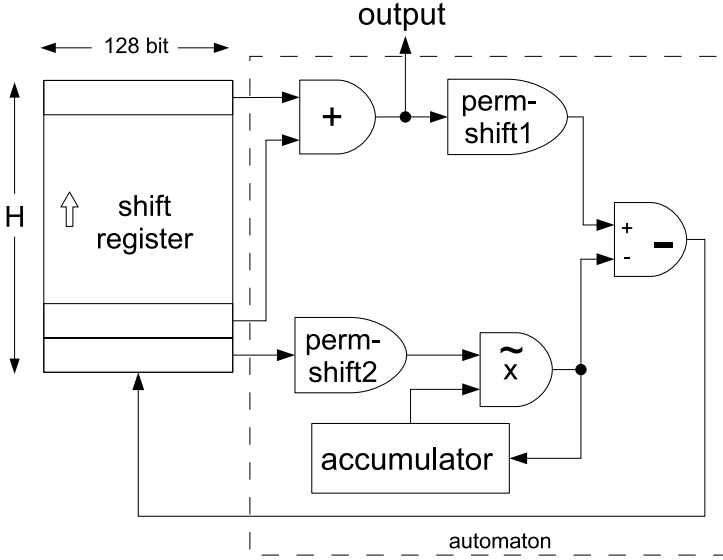 output
128 bit
+
perm-
shift1
H
shift
register
+
-
-
perm-
shift2
~
x
accumulator
automaton